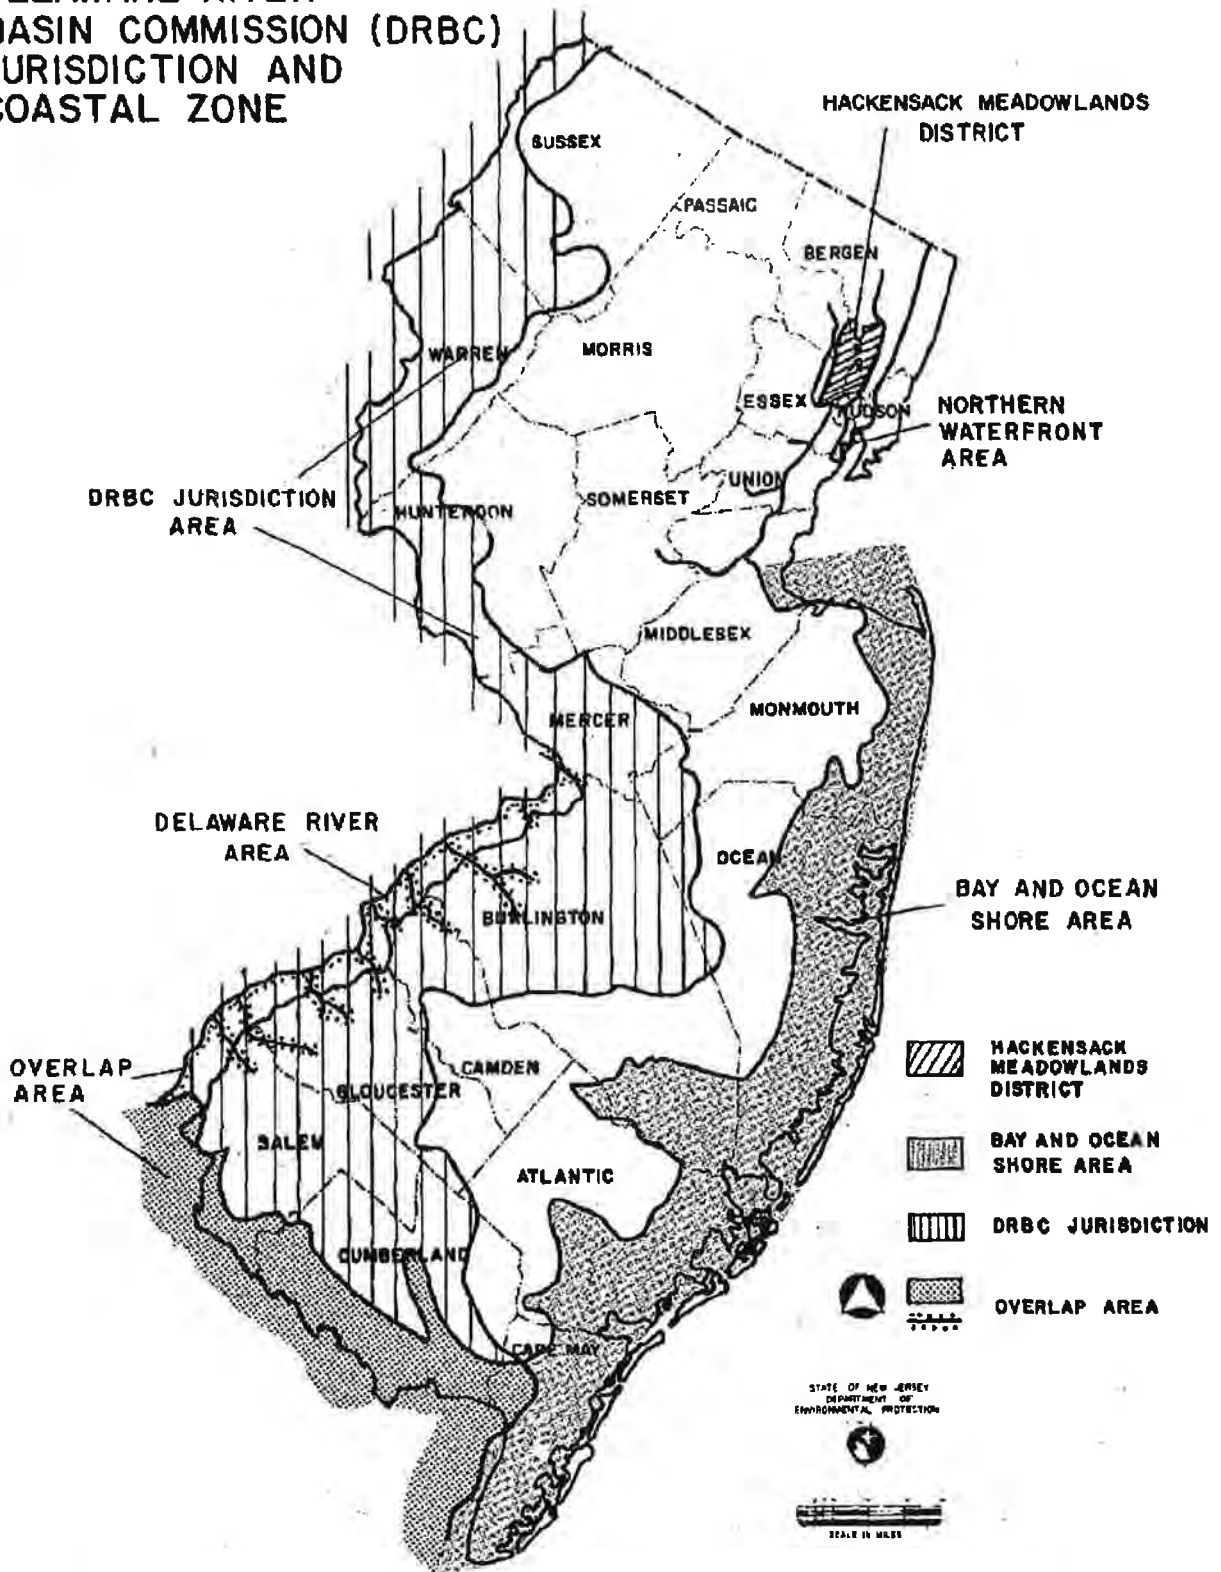 BASIN COMMISSION (DRBC)
JURISDICTION AND
COASTAL ZONE
HACKENSACK MEADOWLANDS
DISTRICT
SUSSEX
PASSAIC
BERGEN
WARREN
MORRIS
ESSEX
HUDSON
NORTHERN
WATERFRONT
AREA
UNION
SOMERSET
HUNTERDON
DRBC JURISDICTION
AREA
MIDDLESEX
MONMOUTH
MERCER
DELAWARE RIVER
AREA
OCEAN
BURLINGTON
BAY AND OCEAN
SHORE AREA
OVERLAP
AREA
CAMDEN
GLOUCESTER
SALEM
ATLANTIC
CUMBERLAND
CAPE MAY
HACKENSACK
MEADOWLANDS
DISTRICT
BAY AND OCEAN
SHORE AREA
DRBC JURISDICTION
OVERLAP AREA
STATE OF NEW JERSEY
DEPARTMENT OF
ENVIRONMENTAL PROTECTION
SCALE IN MILES